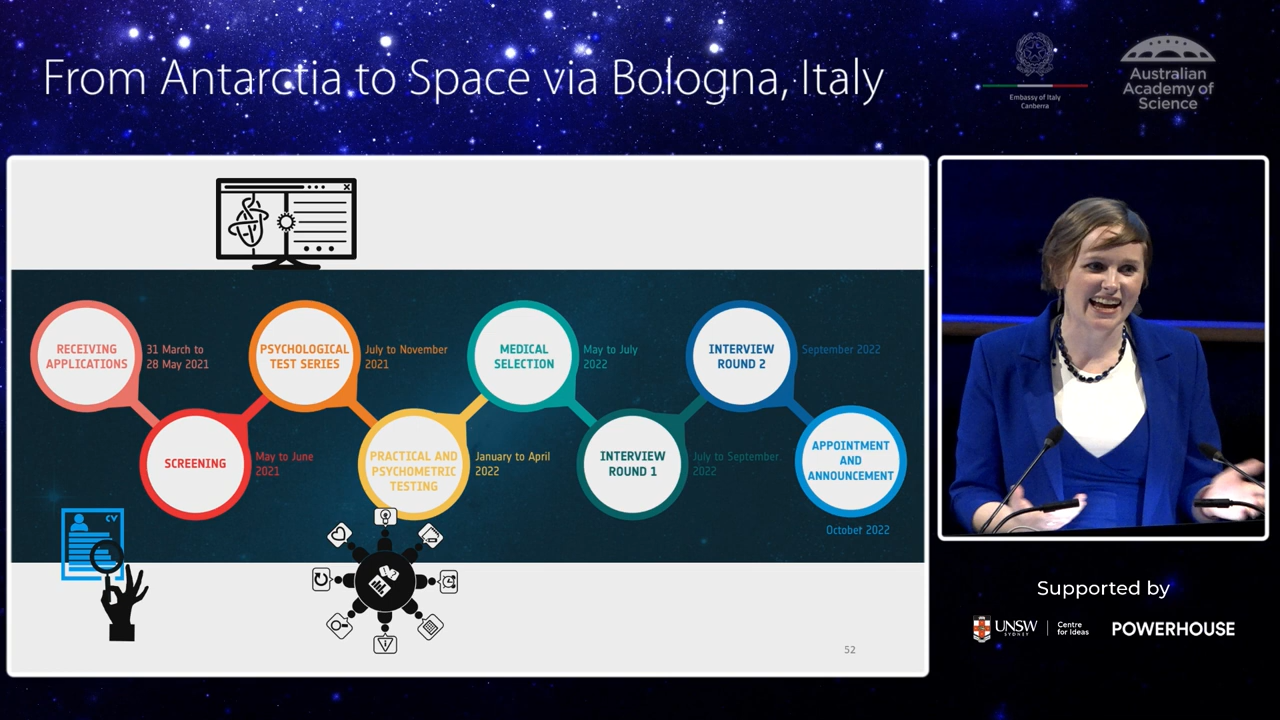 From Antarctia to Space via Bologna, Italy
Embassy of Italy
Canberra
Australian
Academy of
Science
RECEIVING
APPLICATIONS
31 March to
28 May 2021
SCREENING
May to June
2021
PSYCHOLOGICAL
TEST SERIES
July to November
2021
PRACTICAL AND
PSYCHOMETRIC
TESTING
January to April
2022
MEDICAL
SELECTION
May to July
2022
INTERVIEW
ROUND 1
July to September
2022
INTERVIEW
ROUND 2
September 2022
APPOINTMENT
AND
ANNOUNCEMENT
October 2022
CV
52
Supported by
UNSW
SYDNEY
Centre
for Ideas
POWERHOUSE